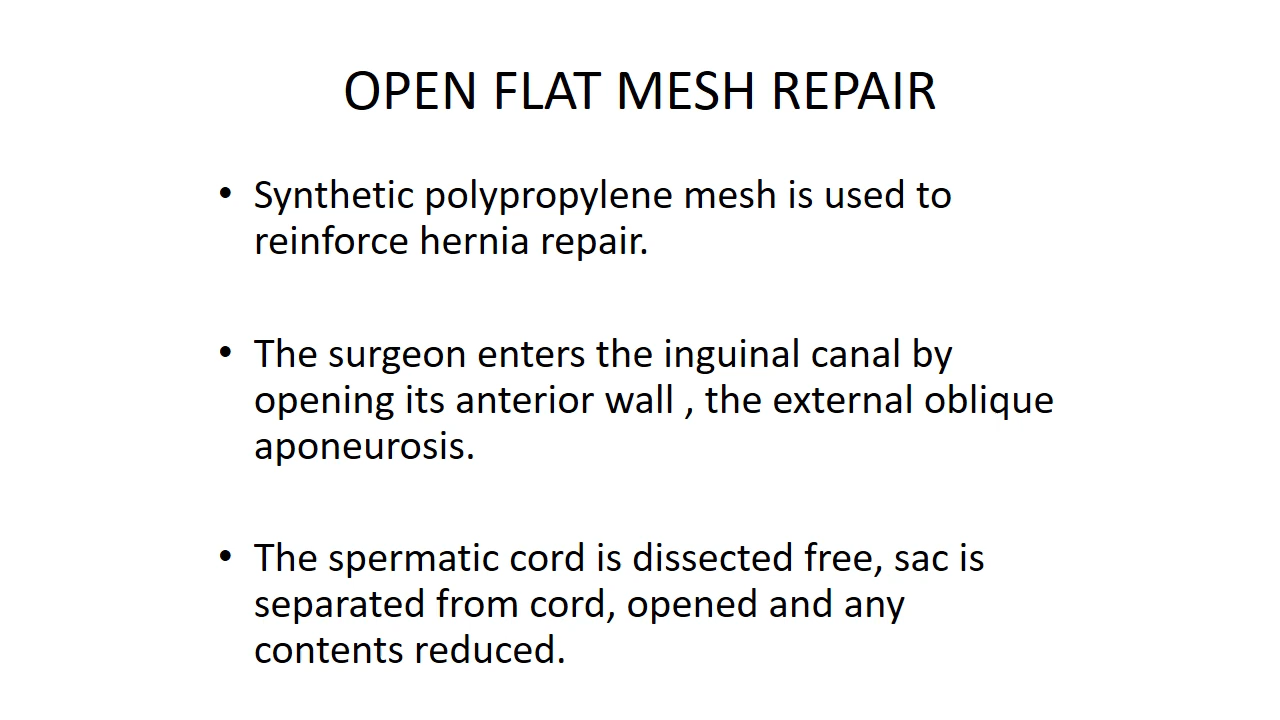 OPEN FLAT MESH REPAIR
• Synthetic polypropylene mesh is used to
reinforce hernia repair.
• The surgeon enters the inguinal canal by
opening its anterior wall , the external oblique
aponeurosis.
• The spermatic cord is dissected free, sac is
separated from cord, opened and any
contents reduced.